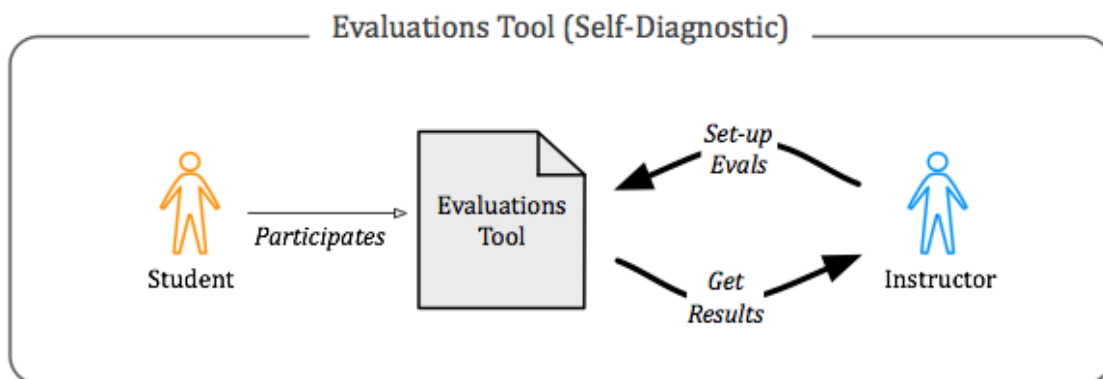 Evaluations Tool (Self-Diagnostic)
Set-up
Evals
Evaluations
Tool
Participates
Student
Get
Results
Instructor